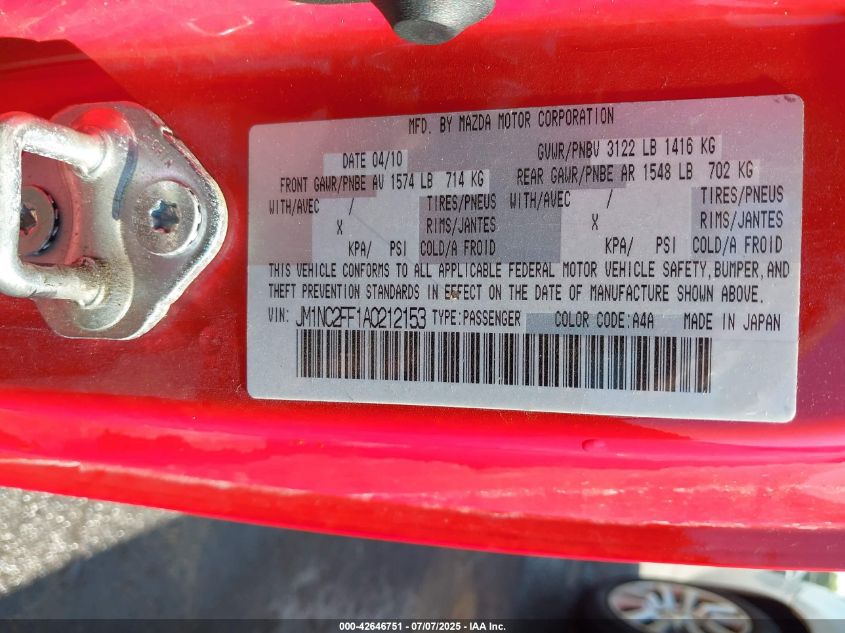 MFD. BY MAZDA MOTOR CORPORATION
DATE 04/10 GVWR/PNBV 3122 LB 1416 KG
FRONT GAWR/PNBE AV 1574 LB 714 KG REAR GAWR/PNBE AR 1548 LB 702 KG
WITH/AVEC / TIRES/PNEUS WITH/AVEC / TIRES/PNEUS
X RIMS/JANTES X RIMS/JANTES
KPA/ PSI COLD/A FROID KPA/ PSI COLD/A FROID
THIS VEHICLE CONFORMS TO ALL APPLICABLE FEDERAL MOTOR VEHICLE SAFETY, BUMPER, AND
THEFT PREVENTION STANDARDS IN EFFECT ON THE DATE OF MANUFACTURE SHOWN ABOVE.
VIN: JM1NC2FF1A0212153 TYPE:PASSENGER COLOR CODE:A4A MADE IN JAPAN
000-42646751 / 07/07/2025 - IAA Inc.